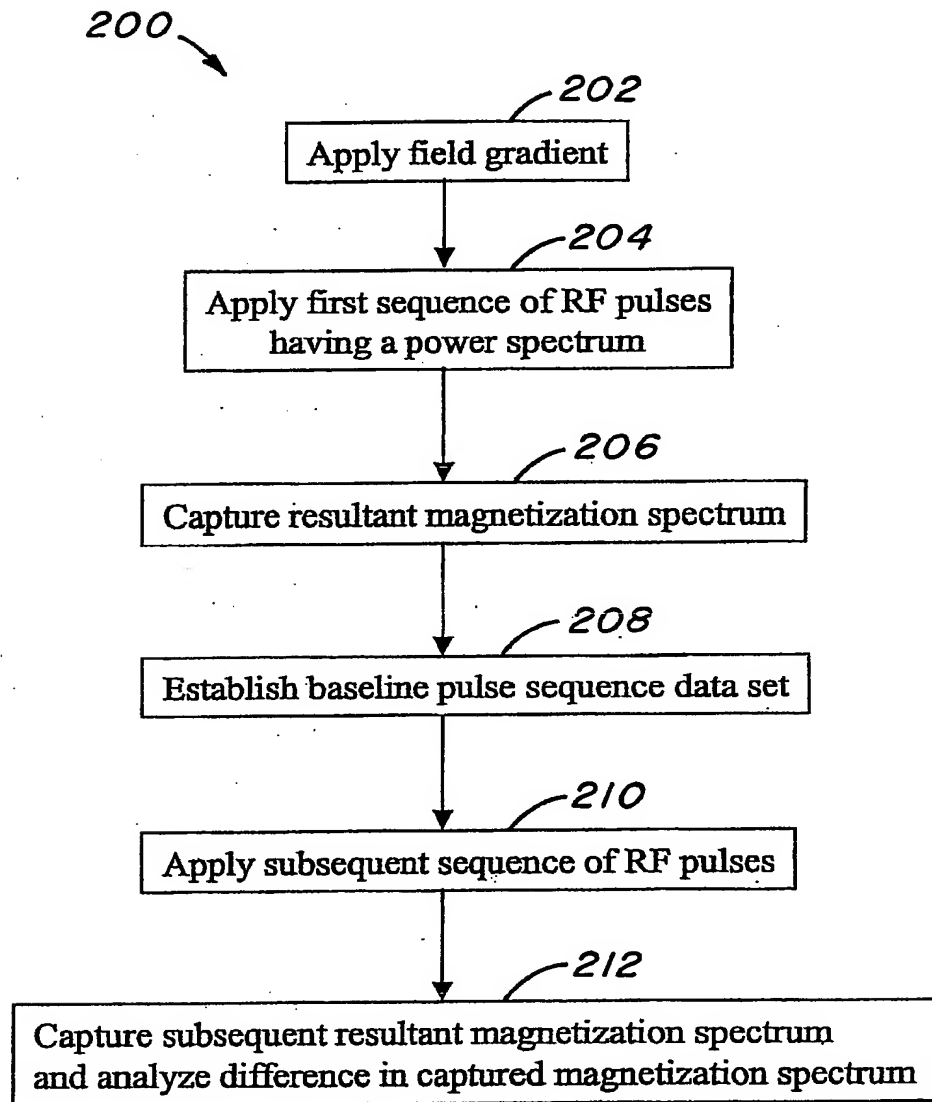 200
202
Apply field gradient
204
Apply first sequence of RF pulses
having a power spectrum
206
Capture resultant magnetization spectrum
208
Establish baseline pulse sequence data set
210
Apply subsequent sequence of RF pulses
212
Capture subsequent resultant magnetization spectrum
and analyze difference in captured magnetization spectrum